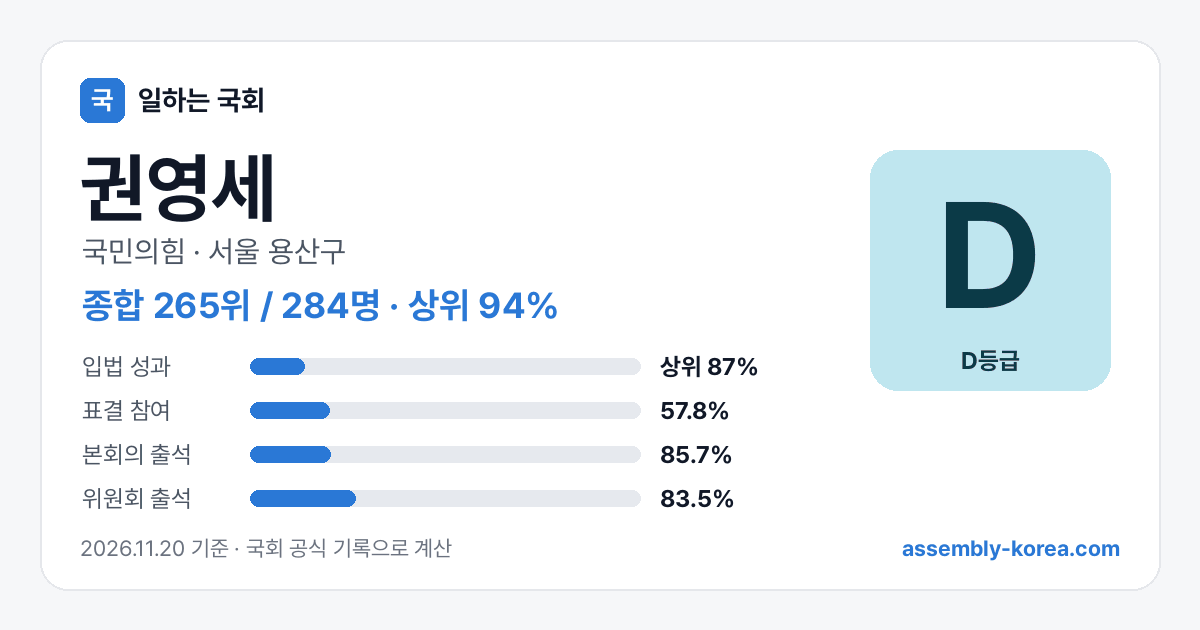 국 일하는 국회
권영세
국민의힘 · 서울 용산구
종합 265위 / 284명 · 상위 94%
입법 성과 상위 87%
표결 참여 57.8%
본회의 출석 85.7%
위원회 출석 83.5%
D
D등급
2026.11.20 기준 · 국회 공식 기록으로 계산
assembly-korea.com